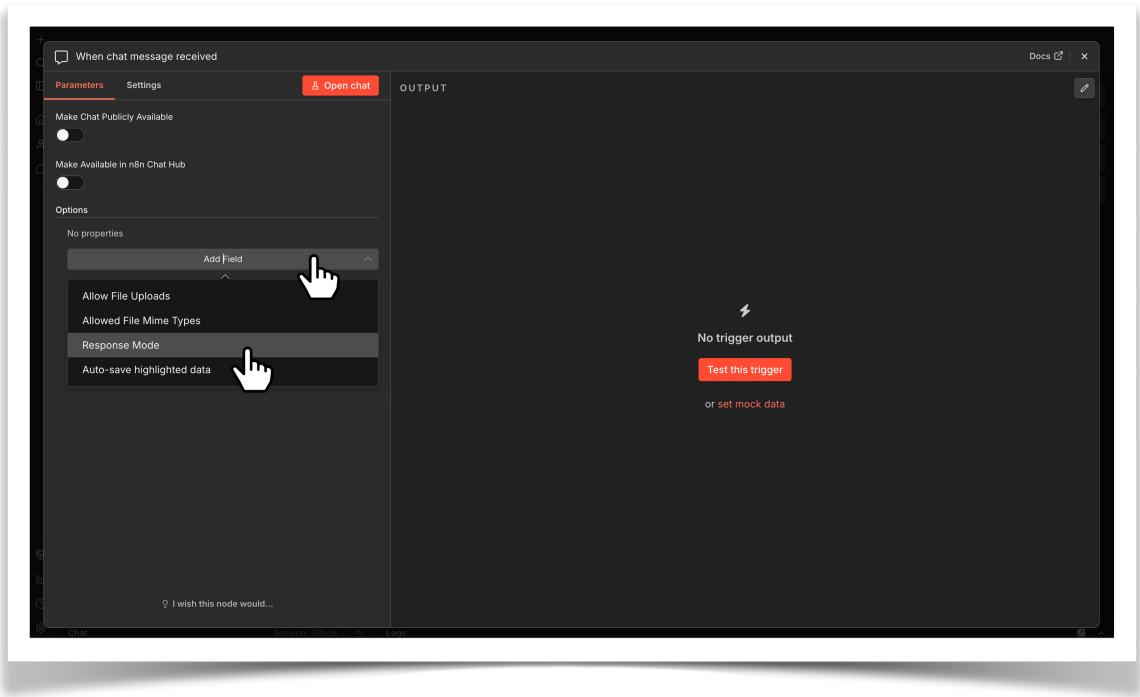 When chat message received
Docs
Parameters
Settings
Open chat
OUTPUT
Make Chat Publicly Available
Make Available in n8n Chat Hub
Options
No properties
Add Field
Allow File Uploads
Allowed File Mime Types
Response Mode
Auto-save highlighted data
No trigger output
Test this trigger
or set mock data
I wish this node would...
Chat
Session: 38bc6...
Logs